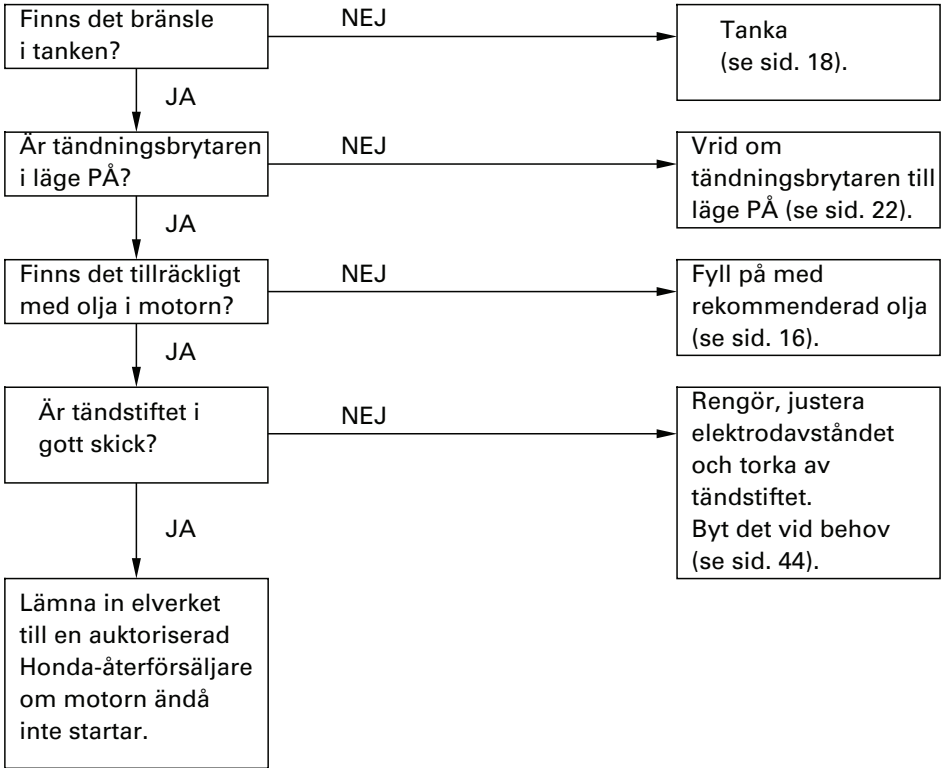 Finns det bränsle
i tanken?
NEJ
Tanka
(se sid. 18).
JA
Är tändningsbrytaren
i läge PÅ?
NEJ
Vrid om
tändningsbrytaren till
läge PÅ (se sid. 22).
JA
Finns det tillräckligt
med olja i motorn?
NEJ
Fyll på med
rekommenderad olja
(se sid. 16).
JA
Är tändstiftet i
gott skick?
NEJ
Rengör, justera
elektrodavståndet
och torka av
tändstiftet.
Byt det vid behov
(se sid. 44).
JA
Lämna in elverket
till en auktoriserad
Honda-återförsäljare
om motorn ändå
inte startar.